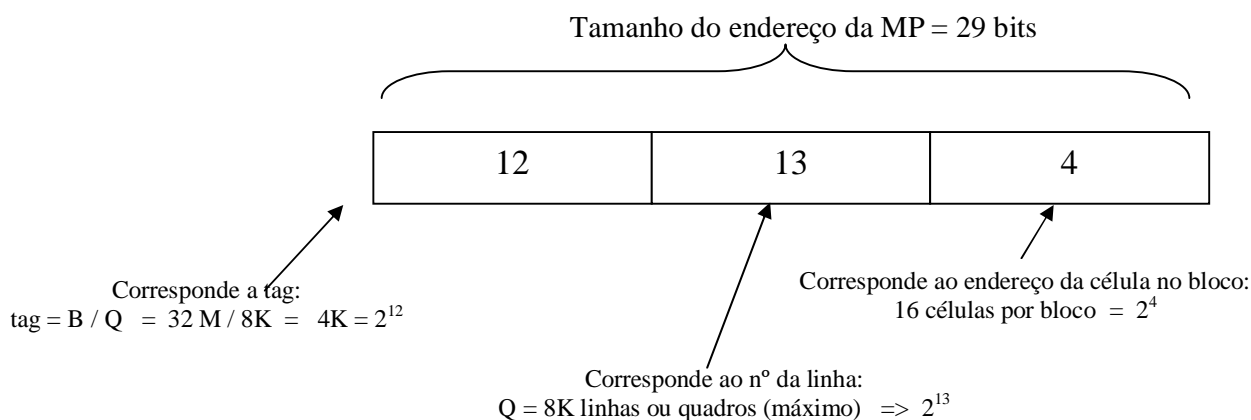 Tamanho do endereço da MP = 29 bits
12 13 4
Corresponde a tag:
tag = B / Q = 32 M / 8K = 4K = 2¹²
Corresponde ao endereço da célula no bloco:
16 células por bloco = 2⁴
Corresponde ao nº da linha:
Q = 8K linhas ou quadros (máximo) => 2¹³